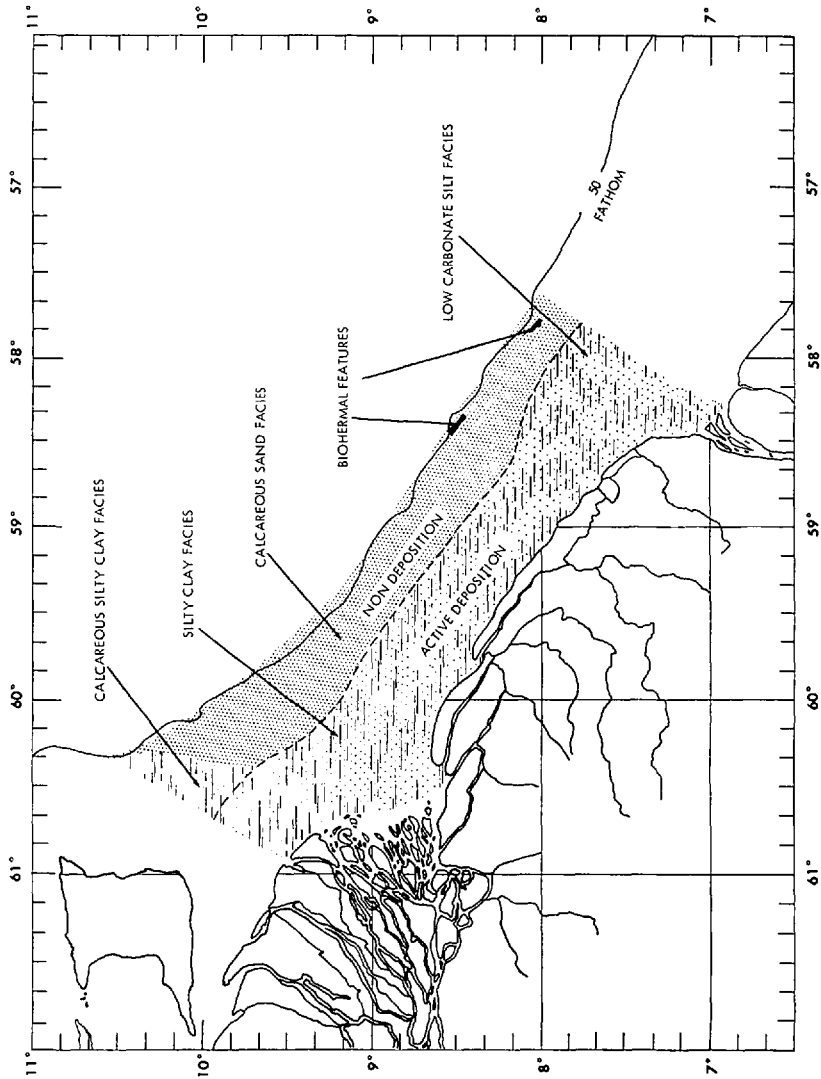 11°
10°
9°
8°
7°
57°
58°
59°
60°
61°
CALCAREOUS SILTY CLAY FACIES
SILTY CLAY FACIES
CALCAREOUS SAND FACIES
BIOHERMAL FEATURES
LOW CARBONATE SILT FACIES
50
FATHOM
NON DEPOSITION
ACTIVE DEPOSITION
57°
58°
59°
60°
61°
11°
10°
9°
8°
7°